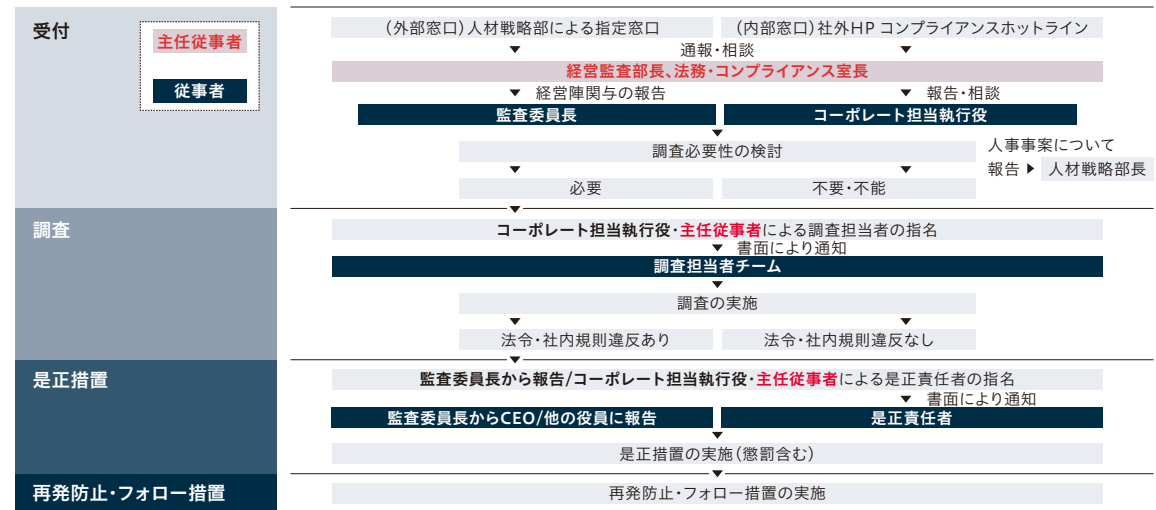 受付
主任従事者
従事者
(外部窓口)人材戦略部による指定窓口
(内部窓口)社外HP コンプライアンスホットライン
▼ 通報・相談 ▼
経営監査部長、法務・コンプライアンス室長
▼ 経営陣関与の報告
▼ 報告・相談
監査委員長
コーポレート担当執行役
▼
調査必要性の検討
人事事案について
報告▶ 人材戦略部長
▼ ▼
必要
不要・不能
▼
調査
コーポレート担当執行役・主任従事者による調査担当者の指名
▼ 書面により通知
調査担当者チーム
▼
調査の実施
▼ ▼
法令・社内規則違反あり
法令・社内規則違反なし
▼
是正措置
監査委員長から報告/コーポレート担当執行役・主任従事者による是正責任者の指名
▼ 書面により通知
監査委員長からCEO/他の役員に報告
是正責任者
▼
是正措置の実施(懲罰含む)
▼
再発防止・フォロー措置
再発防止・フォロー措置の実施